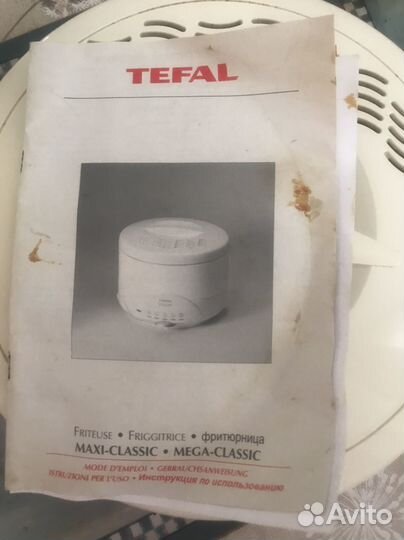 TEFAL
FRITEUSE • FRIGGITRICE • фритюрница
MAXI-CLASSIC • MEGA-CLASSIC
MODE D'EMPLOI • GEBRAUCHSANWEISUNG
ISTRUZIONI PER L'USO • Инструкция по использованию
Avito